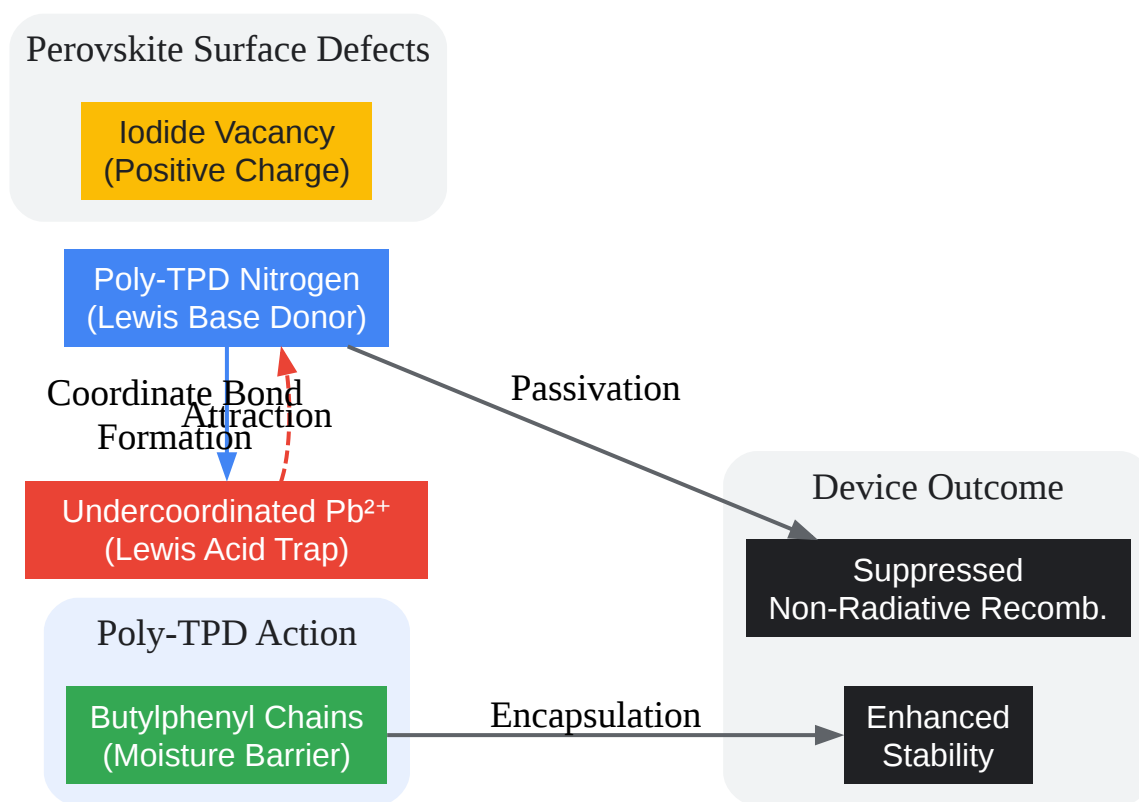 Perovskite Surface Defects
Iodide Vacancy
(Positive Charge)
Poly-TPD Nitrogen
(Lewis Base Donor)
Coordinate Bond
Formation
Attraction
Passivation
Undercoordinated Pb²⁺
(Lewis Acid Trap)
Device Outcome
Suppressed
Non-Radiative Recomb.
Poly-TPD Action
Butylphenyl Chains
(Moisture Barrier)
Encapsulation
Enhanced
Stability